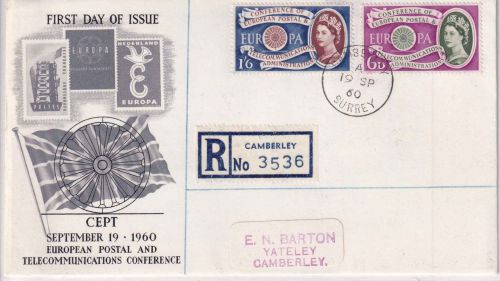 FIRST DAY OF ISSUE
EUROPA
NEDERLAND
POSTES
EUROPA
CEPT
SEPTEMBER 19 · 1960
EUROPEAN POSTAL AND
TELECOMMUNICATIONS CONFERENCE
CONFERENCE OF
EUROPEAN POSTAL &
EUROPA
TELECOMMUNICATIONS
ADMINISTRATIONS
1/6
CONFERENCE OF
EUROPEAN POSTAL &
EUROPA
TELECOMMUNICATIONS
ADMINISTRATIONS
6D
A
19 SP
60
SURREY
R
CAMBERLEY
No 3536
E. N. BARTON
YATELEY
CAMBERLEY.